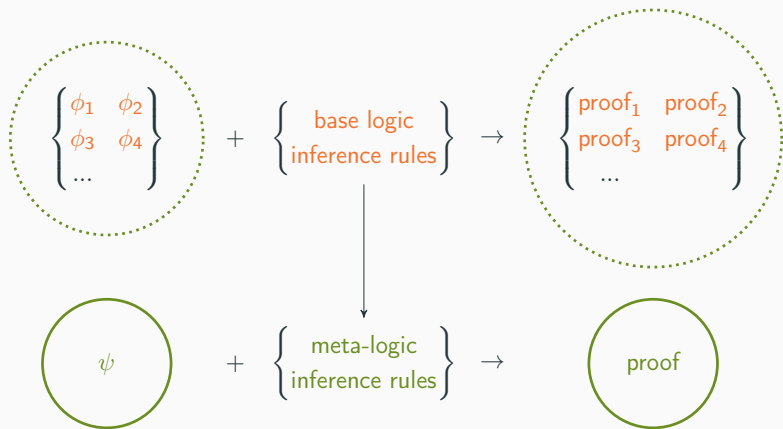 ϕ₁ ϕ₂
ϕ₃ ϕ₄
...
+
base logic
inference rules
→
proof₁ proof₂
proof₃ proof₄
...
ψ
+
meta-logic
inference rules
→
proof